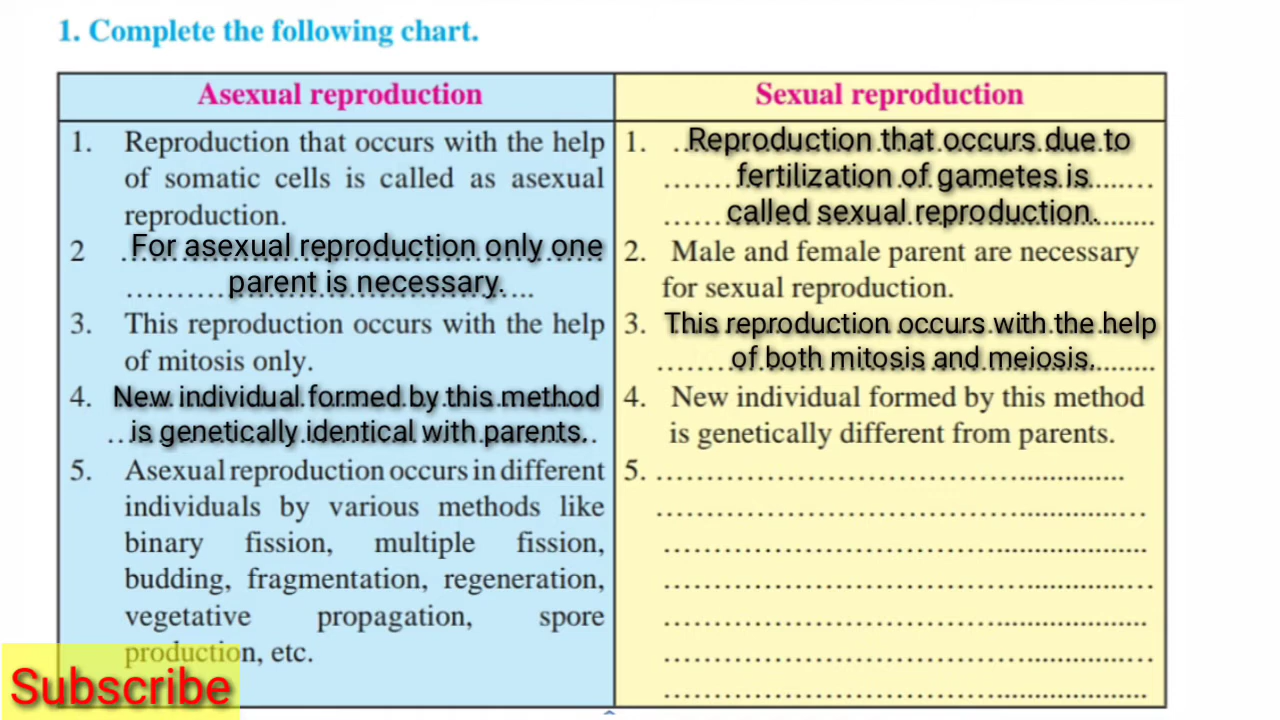 1. Complete the following chart.
Asexual reproduction
1. Reproduction that occurs with the help
of somatic cells is called as asexual
reproduction.
2 For asexual reproduction only one
parent is necessary.
3. This reproduction occurs with the help
of mitosis only.
4. New individual formed by this method
is genetically identical with parents.
5. Asexual reproduction occurs in different
individuals by various methods like
binary fission, multiple fission,
budding, fragmentation, regeneration,
vegetative propagation, spore
production, etc.
Sexual reproduction
1. Reproduction that occurs due to
fertilization of gametes is
called sexual reproduction.
2. Male and female parent are necessary
for sexual reproduction.
3. This reproduction occurs with the help
of both mitosis and meiosis.
4. New individual formed by this method
is genetically different from parents.
5.
Subscribe